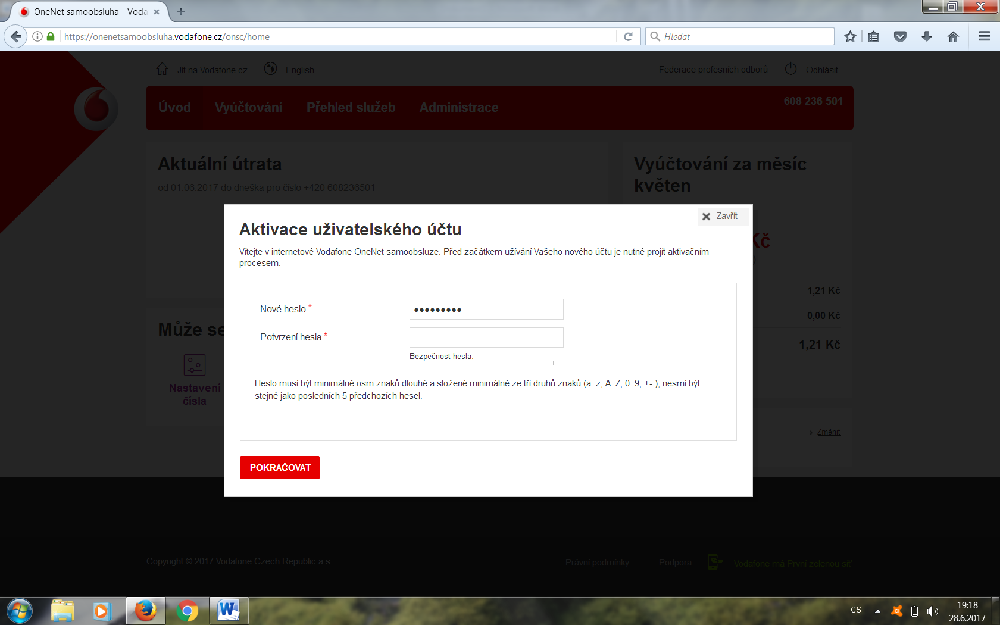 OneNet samoobsluha - Voda
https://onenetsamoobsluha.vodafone.cz/onsc/home
Hledat
Jít na Vodafone.cz
English
Federace profesních odborů
Odhlásit
Úvod
Vyúčtování
Přehled služeb
Administrace
608 236 501
Aktuální útrata
od 01.06.2017 do dneška pro číslo +420 608236501
Vyúčtování za měsíc
květen
Zavřít
Aktivace uživatelského účtu
Vítejte v internetové Vodafone OneNet samoobsluze. Před začátkem užívání Vašeho nového účtu je nutné projít aktivačním
procesem.
Kč
Nové heslo *
•••••••••
Potvrzení hesla *
Bezpečnost hesla:
Heslo musí být minimálně osm znaků dlouhé a složené minimálně ze tří druhů znaků (a..z, A..Z, 0..9, +-.), nesmí být
stejné jako posledních 5 předchozích hesel.
POKRAČOVAT
1,21 Kč
0,00 Kč
1,21 Kč
Může se
Nastavení
čísla
Změnit
Copyright © 2017 Vodafone Czech Republic a.s.
Právní podmínky
Podpora
Vodafone má První zelenou síť
CS
19:18
28.6.2017